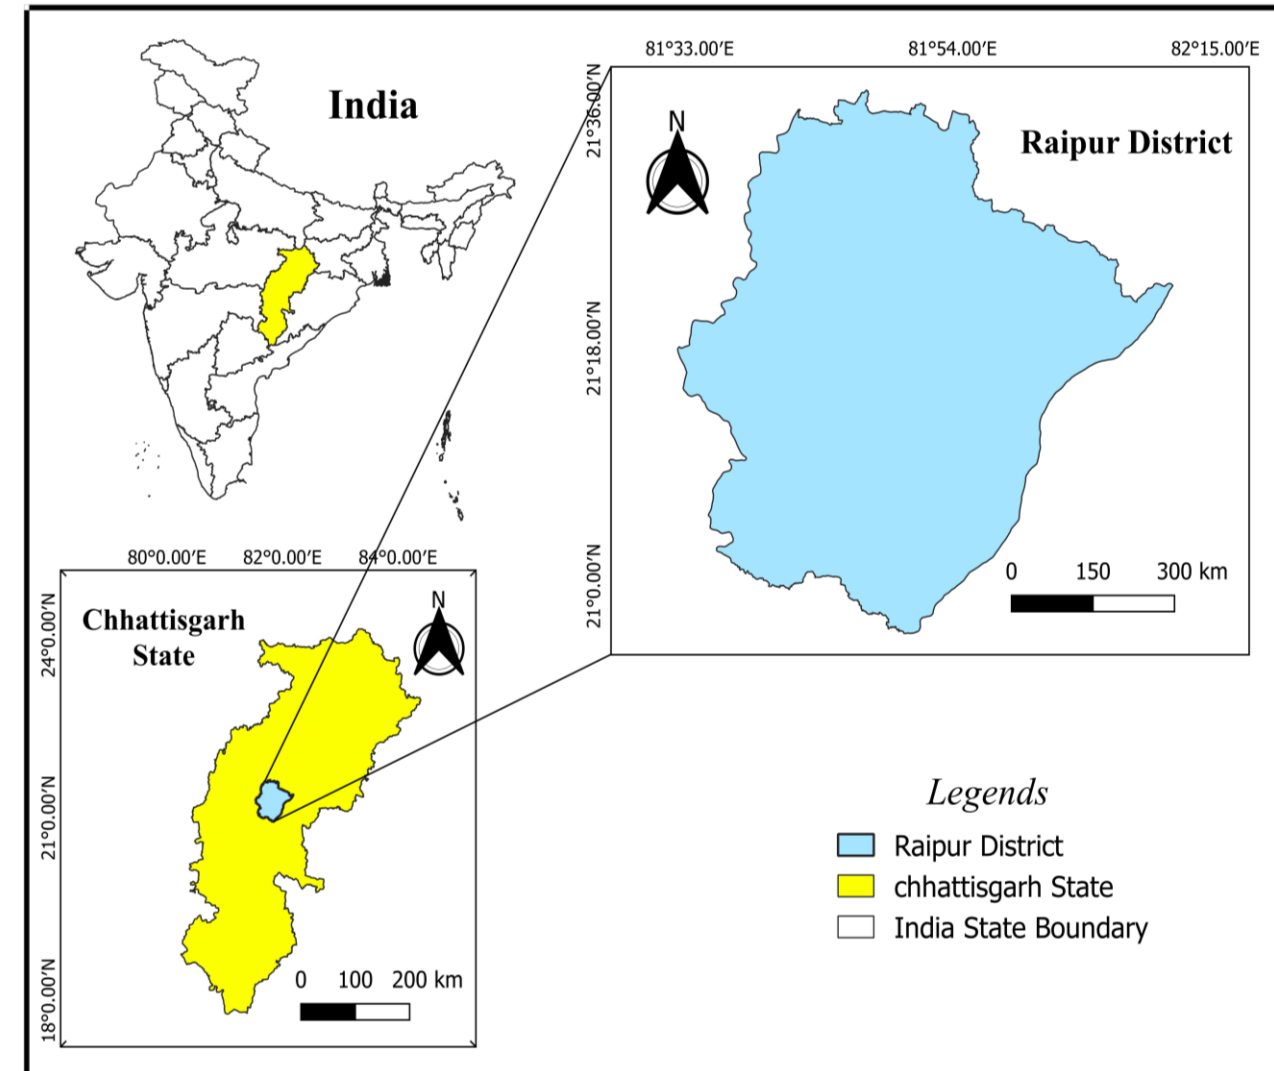 India
81°33.00′E 81°54.00′E 82°15.00′E
21°36.00′N
21°18.00′N
21°0.00′N
N
Raipur District
0 150 300 km
80°0.00′E 82°0.00′E 84°0.00′E
24°0.00′N
21°0.00′N
18°0.00′N
Chhattisgarh
State
N
0 100 200 km
Legends
Raipur District
chhattisgarh State
India State Boundary